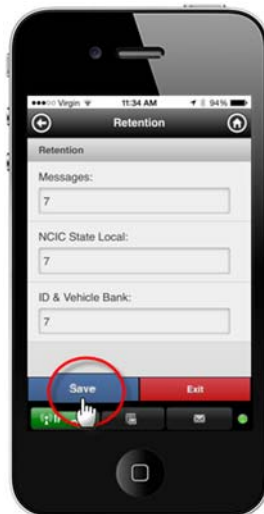 Virgin 11:34 AM 94%
Retention
Retention
Messages:
7
NCIC State Local:
7
ID & Vehicle Bank:
7
Save Exit